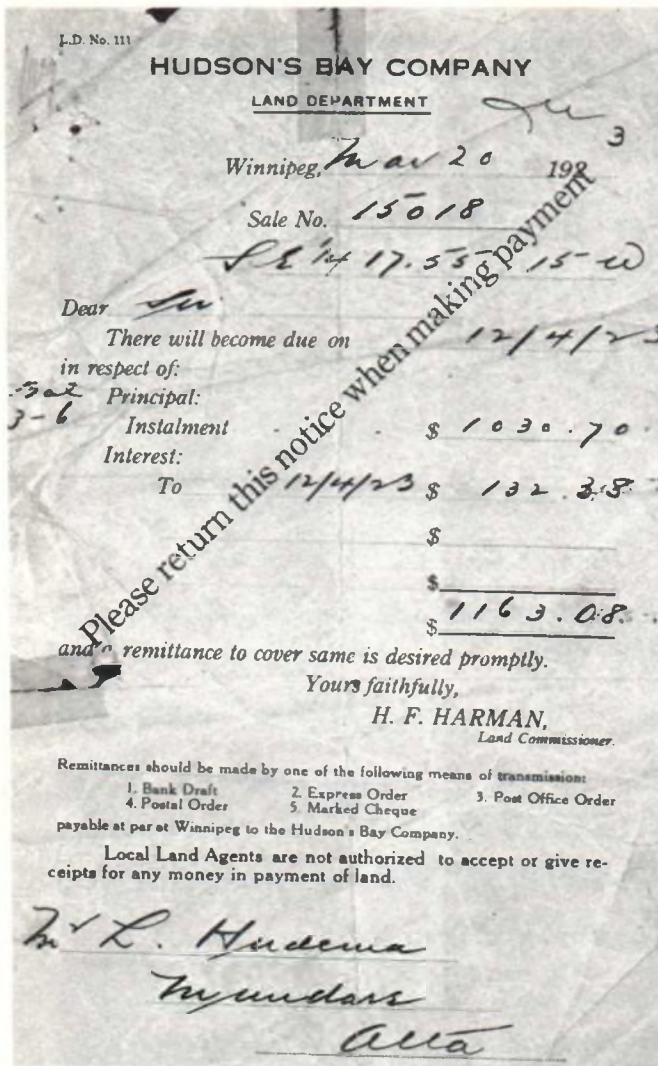 L.D. No. 111
HUDSON'S BAY COMPANY
LAND DEPARTMENT
Winnipeg, Mar 20 192 3
Sale No. 15018
SE 1/4 17.55 15 W
Dear Sir
There will become due on 12/4/23
in respect of:
Principal:
3-6 Instalment $ 1030.70
Interest:
To 12/4/23 $ 132.38
$
$
$ 1163.08
and a remittance to cover same is desired promptly.
Yours faithfully,
H. F. HARMAN,
Land Commissioner.
Please return this notice when making payment
Remittances should be made by one of the following means of transmission:
1. Bank Draft 2. Express Order 3. Post Office Order
4. Postal Order 5. Marked Cheque
payable at par at Winnipeg to the Hudson's Bay Company.
Local Land Agents are not authorized to accept or give re-
ceipts for any money in payment of land.
Mr L. Hudema
Myundare
Alta